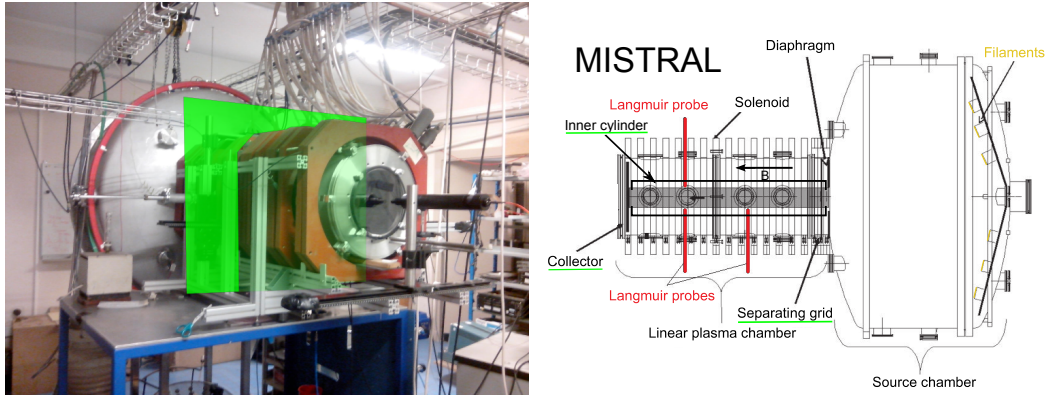 MISTRAL
Diaphragm
Filaments
Langmuir probe
Solenoid
Inner cylinder
B
Collector
Langmuir probes
Separating grid
Linear plasma chamber
Source chamber